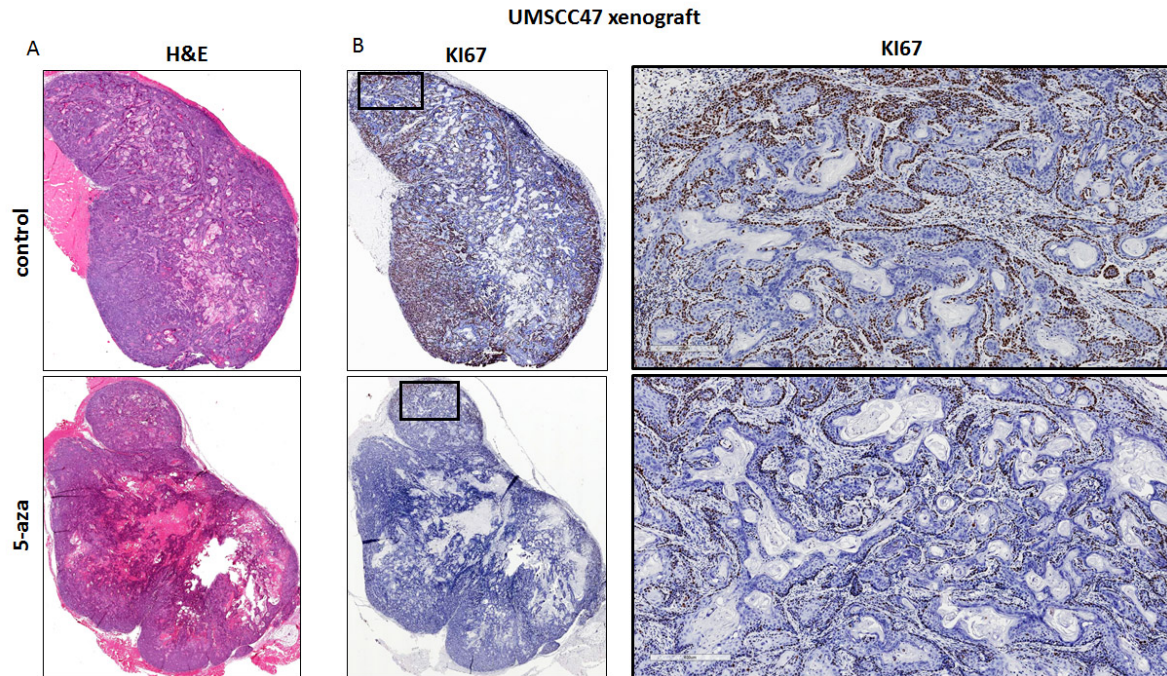 UMSCC47 xenograft
A
H&E
B
KI67
KI67
control
5-aza